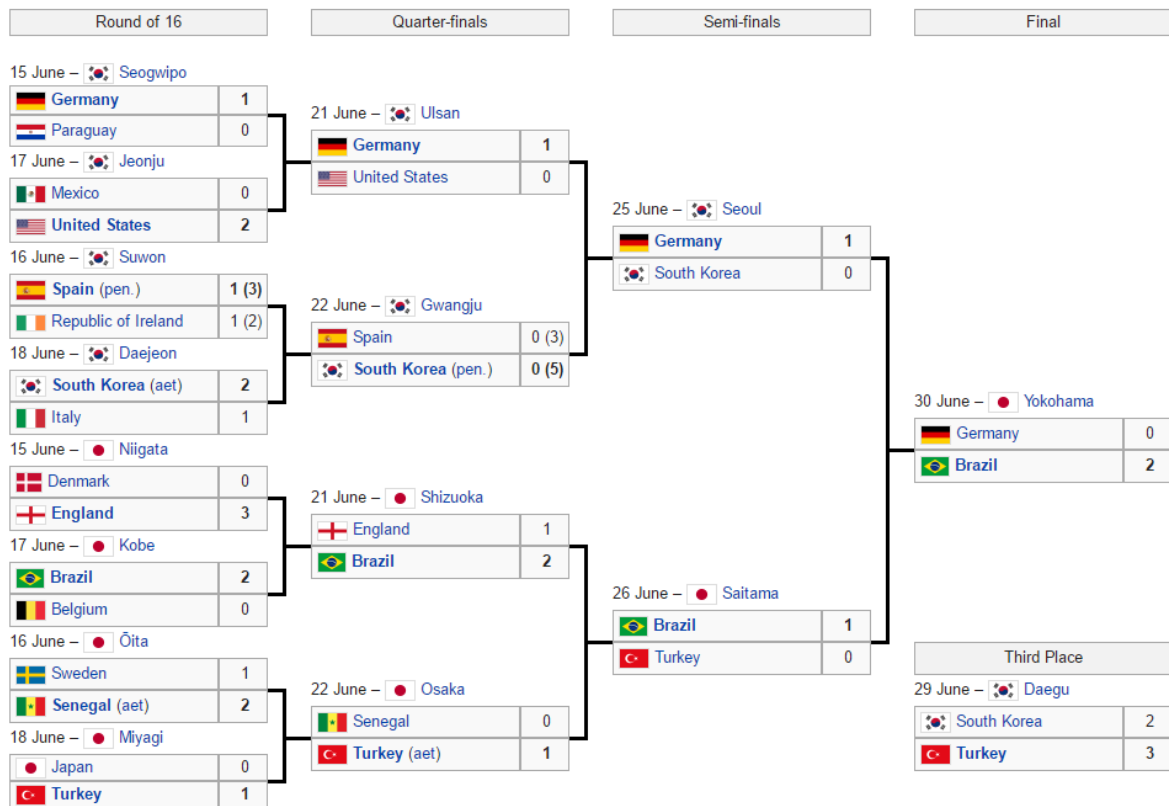 Round of 16
Quarter-finals
Semi-finals
Final
15 June – Seogwipo
Germany 1
Paraguay 0
17 June – Jeonju
Mexico 0
United States 2
16 June – Suwon
Spain (pen.) 1 (3)
Republic of Ireland 1 (2)
18 June – Daejeon
South Korea (aet) 2
Italy 1
15 June – Niigata
Denmark 0
England 3
17 June – Kobe
Brazil 2
Belgium 0
16 June – Ōita
Sweden 1
Senegal (aet) 2
18 June – Miyagi
Japan 0
Turkey 1
21 June – Ulsan
Germany 1
United States 0
22 June – Gwangju
Spain 0 (3)
South Korea (pen.) 0 (5)
21 June – Shizuoka
England 1
Brazil 2
22 June – Osaka
Senegal 0
Turkey (aet) 1
25 June – Seoul
Germany 1
South Korea 0
26 June – Saitama
Brazil 1
Turkey 0
30 June – Yokohama
Germany 0
Brazil 2
Third Place
29 June – Daegu
South Korea 2
Turkey 3